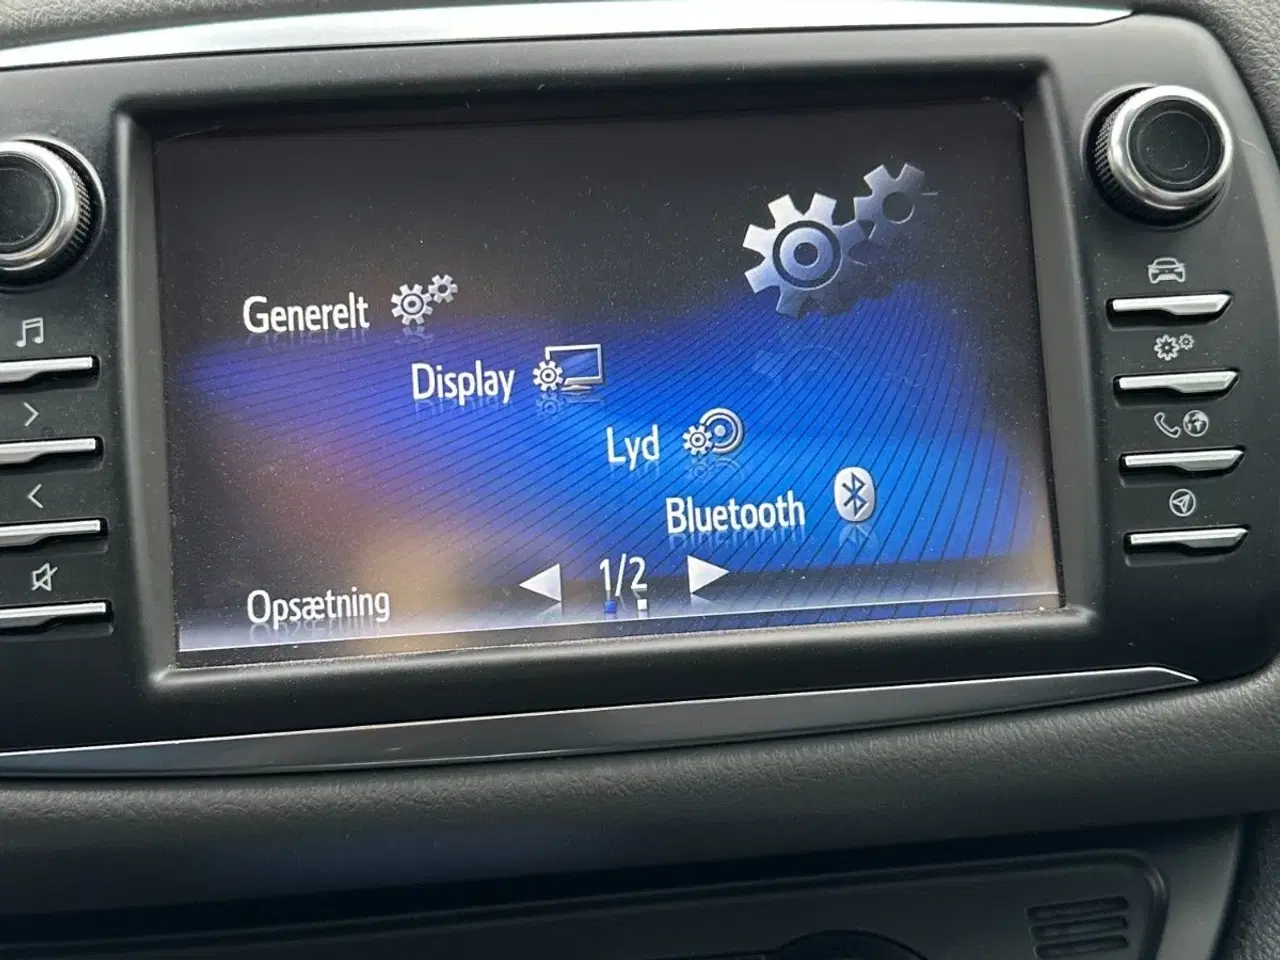 Generelt
Display
Lyd
Bluetooth
1/2
Opsætning